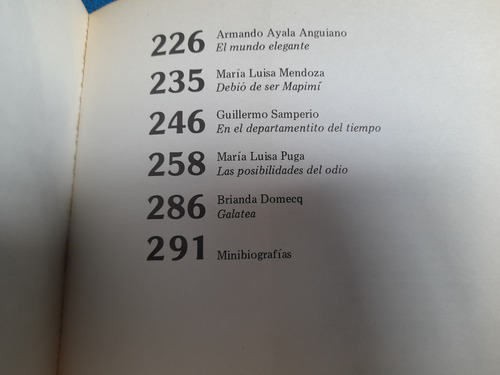 226 Armando Ayala Anguiano
El mundo elegante
235 María Luisa Mendoza
Debió de ser Mapimí
246 Guillermo Samperio
En el departamentito del tiempo
258 María Luisa Puga
Las posibilidades del odio
286 Brianda Domecq
Galatea
291 Minibiografías